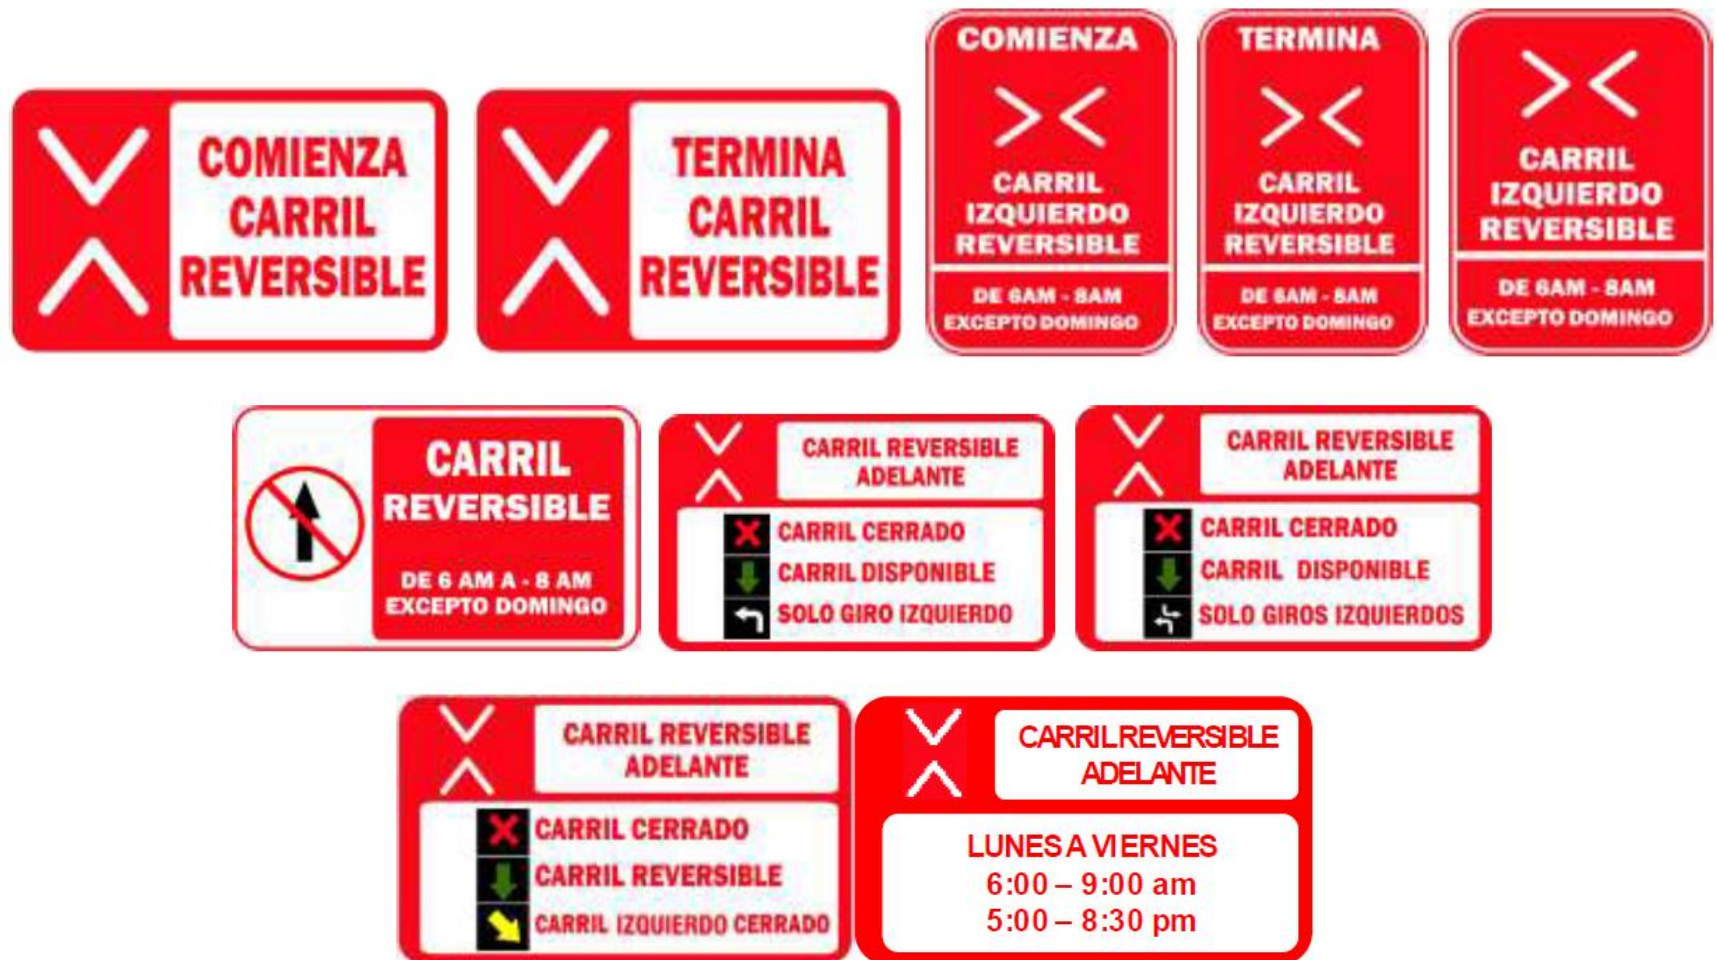 COMIENZA
CARRIL
REVERSIBLE
TERMINA
CARRIL
REVERSIBLE
COMIENZA
CARRIL
IZQUIERDO
REVERSIBLE
DE 6AM - 8AM
EXCEPTO DOMINGO
TERMINA
CARRIL
IZQUIERDO
REVERSIBLE
DE 6AM - 8AM
EXCEPTO DOMINGO
CARRIL
IZQUIERDO
REVERSIBLE
DE 6AM - 8AM
EXCEPTO DOMINGO
CARRIL
REVERSIBLE
DE 6 AM A - 8 AM
EXCEPTO DOMINGO
CARRIL REVERSIBLE
ADELANTE
CARRIL CERRADO
CARRIL DISPONIBLE
SOLO GIRO IZQUIERDO
CARRIL REVERSIBLE
ADELANTE
CARRIL CERRADO
CARRIL DISPONIBLE
SOLO GIROS IZQUIERDOS
CARRIL REVERSIBLE
ADELANTE
CARRIL CERRADO
CARRIL REVERSIBLE
CARRIL IZQUIERDO CERRADO
CARRIL REVERSIBLE
ADELANTE
LUNES A VIERNES
6:00 – 9:00 am
5:00 – 8:30 pm